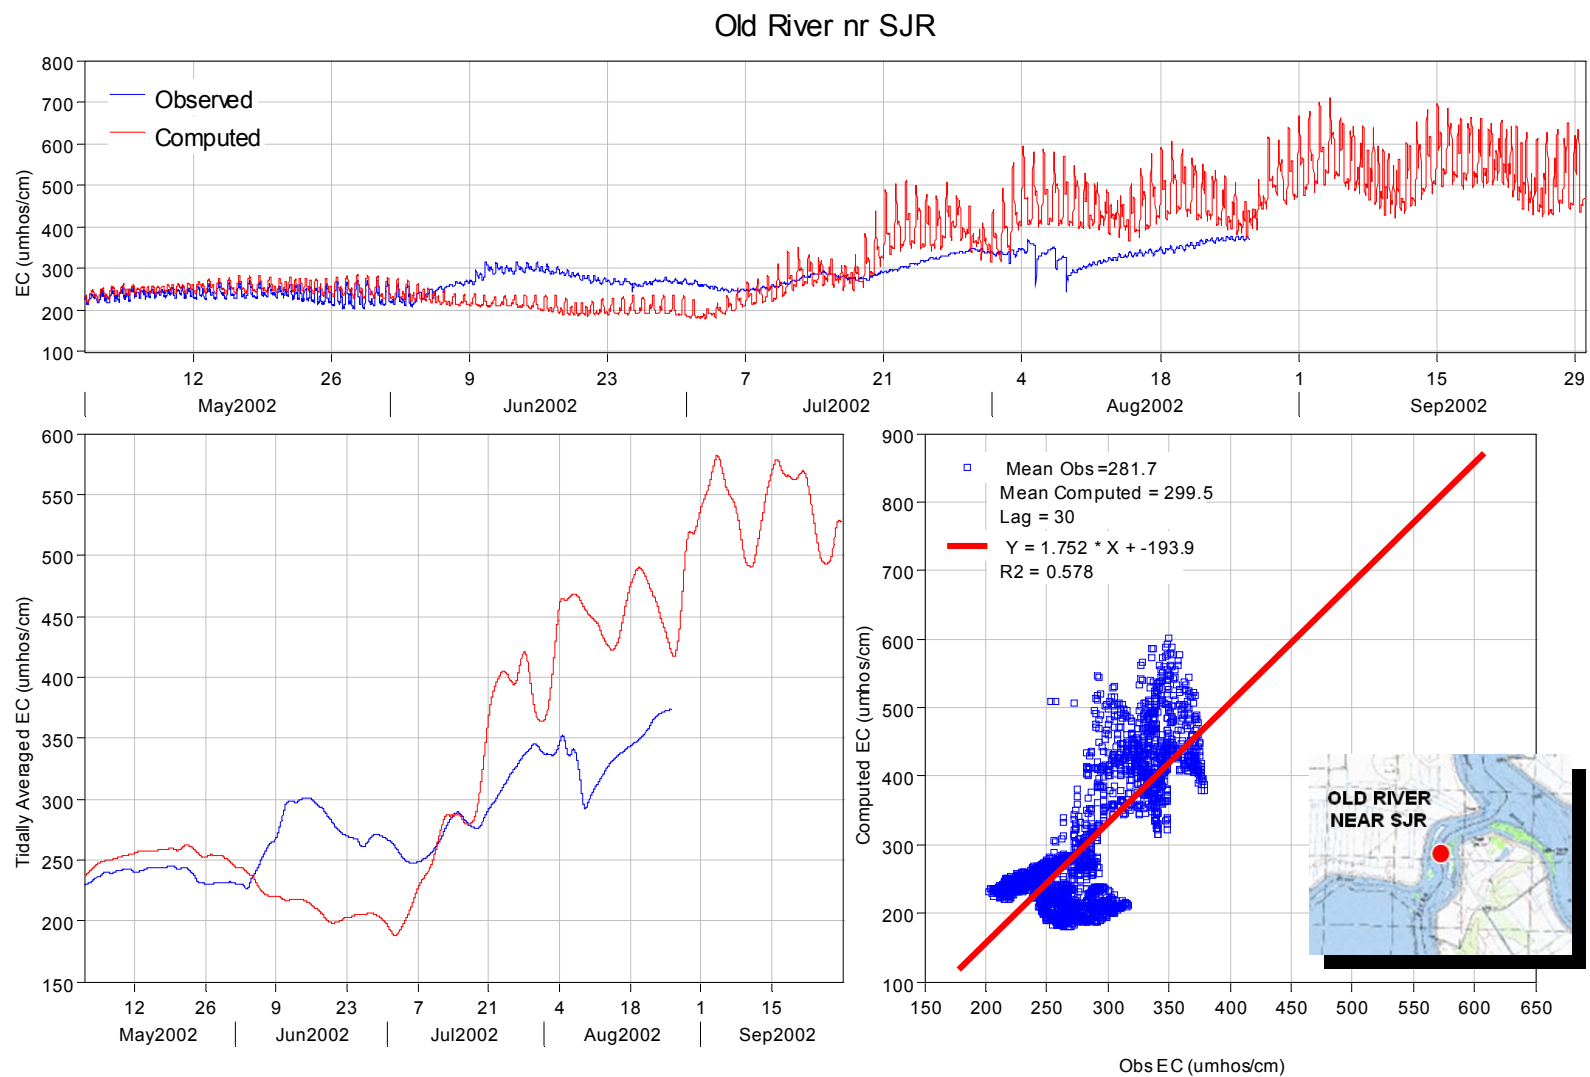 Old River nr SJR
800
700
600
500
400
300
200
100
EC (umhos/cm)
Observed
Computed
12 26 9 23 7 21 4 18 1 15 29
May2002 Jun2002 Jul2002 Aug2002 Sep2002
600
550
500
450
400
350
300
250
200
150
Tidally Averaged EC (umhos/cm)
12 26 9 23 7 21 4 18 1 15
May2002 Jun2002 Jul2002 Aug2002 Sep2002
900
800
700
600
500
400
300
200
100
Computed EC (umhos/cm)
Mean Obs =281.7
Mean Computed = 299.5
Lag = 30
Y = 1.752 * X + -193.9
R2 = 0.578
OLD RIVER
NEAR SJR
150 200 250 300 350 400 450 500 550 600 650
Obs EC (umhos/cm)